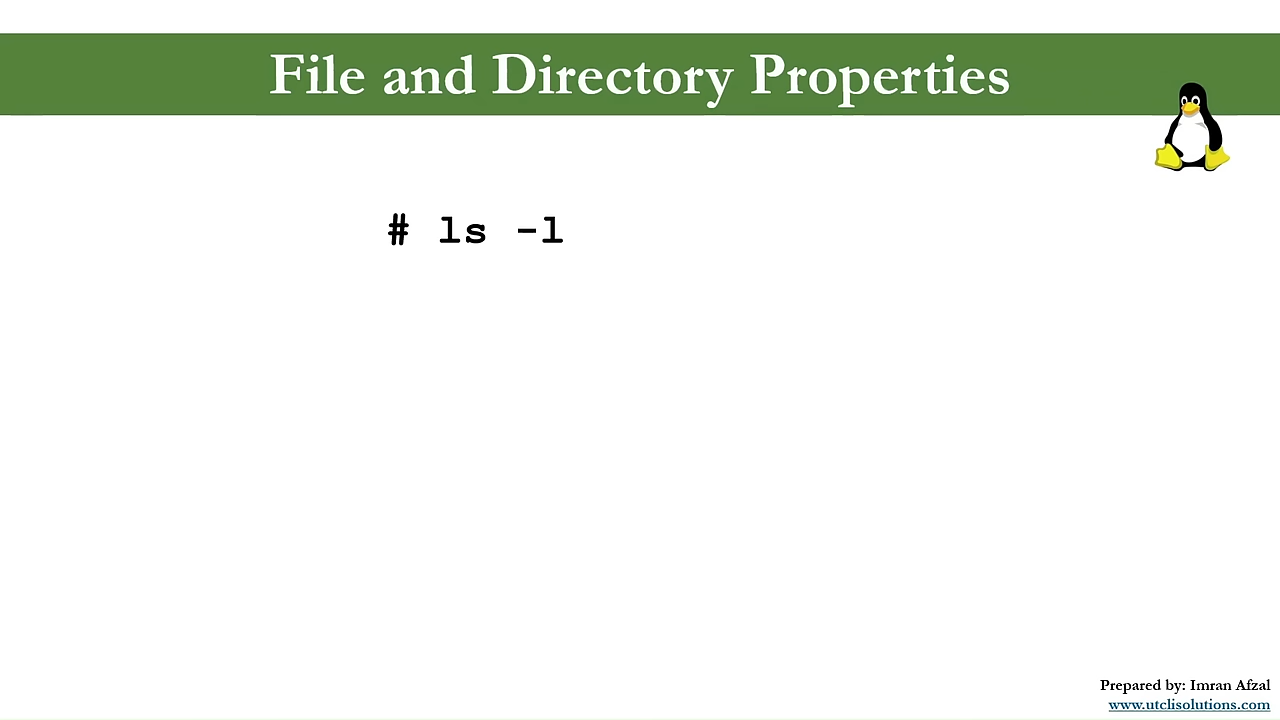 File and Directory Properties
# ls -l
Prepared by: Imran Afzal
www.utclisolutions.com